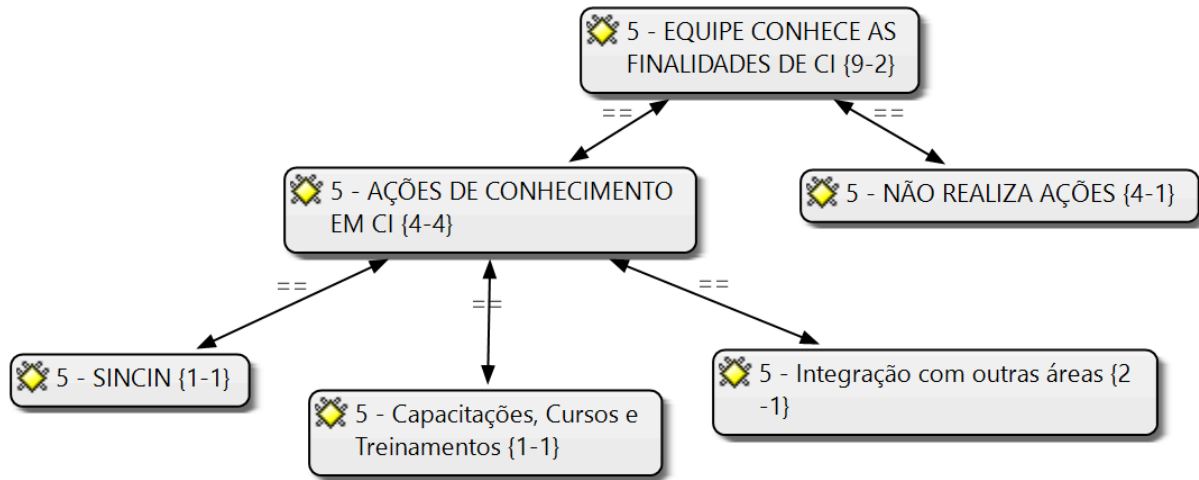 5 - EQUIPE CONHECE AS
FINALIDADES DE CI {9-2}
==
==
5 - AÇÕES DE CONHECIMENTO
EM CI {4-4}
5 - NÃO REALIZA AÇÕES {4-1}
==
==
==
5 - SINCIN {1-1}
5 - Capacitações, Cursos e
Treinamentos {1-1}
5 - Integração com outras áreas {2
-1}